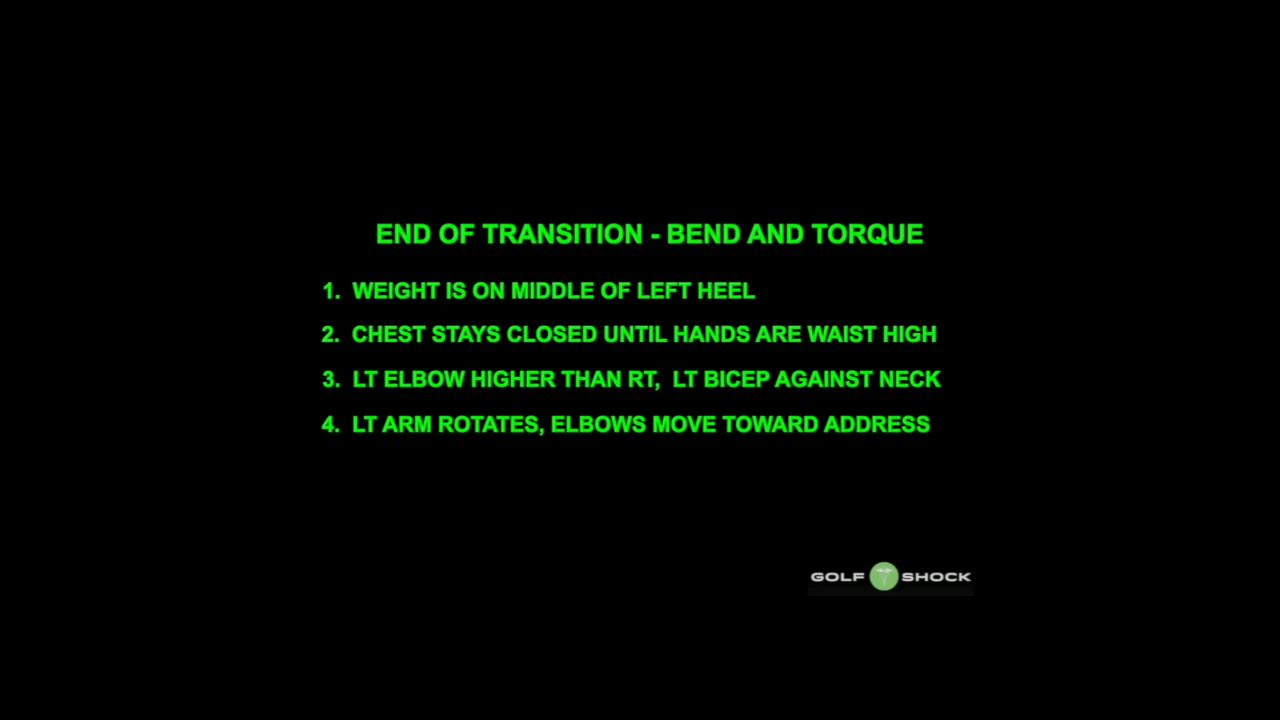 END OF TRANSITION - BEND AND TORQUE
1. WEIGHT IS ON MIDDLE OF LEFT HEEL
2. CHEST STAYS CLOSED UNTIL HANDS ARE WAIST HIGH
3. LT ELBOW HIGHER THAN RT, LT BICEP AGAINST NECK
4. LT ARM ROTATES, ELBOWS MOVE TOWARD ADDRESS
GOLF SHOCK